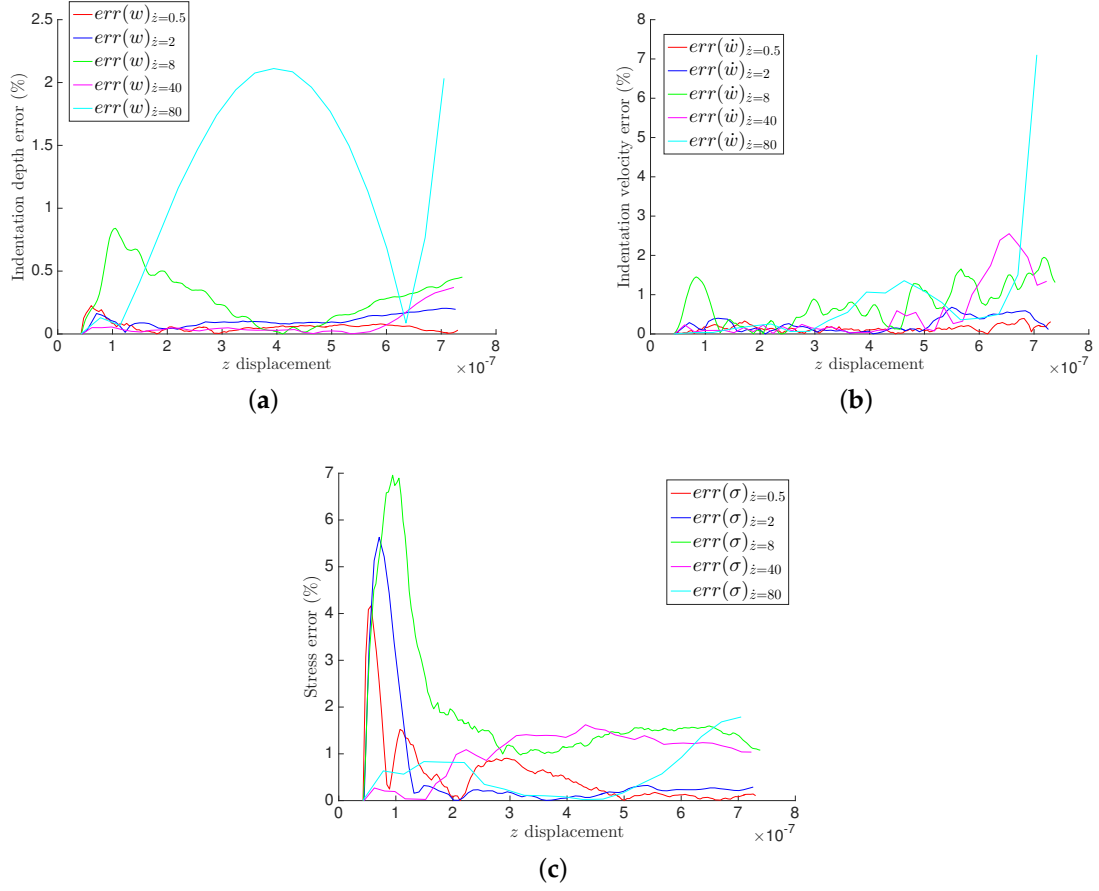 2.5
2
1.5
1
0.5
0
Indentation depth error (%)
err(w)ż=0.5
err(w)ż=2
err(w)ż=8
err(w)ż=40
err(w)ż=80
0 1 2 3 4 5 6 7 8
z displacement
×10-7
(a)
8
7
6
5
4
3
2
1
0
Indentation velocity error (%)
err(ẇ)ż=0.5
err(ẇ)ż=2
err(ẇ)ż=8
err(ẇ)ż=40
err(ẇ)ż=80
0 1 2 3 4 5 6 7 8
z displacement
×10-7
(b)
7
6
5
4
3
2
1
0
Stress error (%)
err(σ)ż=0.5
err(σ)ż=2
err(σ)ż=8
err(σ)ż=40
err(σ)ż=80
0 1 2 3 4 5 6 7 8
z displacement
×10-7
(c)